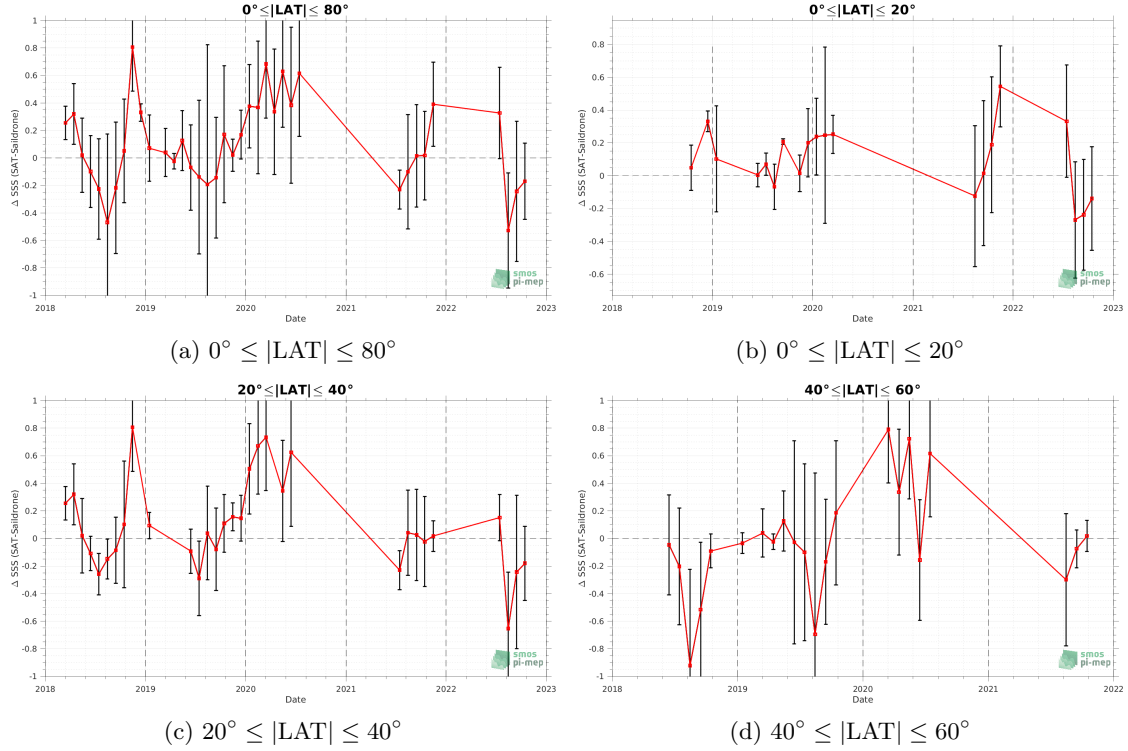 0°≤|LAT|≤ 80°
Δ SSS (SAT-Saildrone)
1
0.8
0.6
0.4
0.2
0
-0.2
-0.4
-0.6
-0.8
-1
2018
2019
2020
2021
2022
2023
Date
smos
pi-mep
(a) 0° ≤ |LAT| ≤ 80°
0°≤|LAT|≤ 20°
Δ SSS (SAT-Saildrone)
0.8
0.6
0.4
0.2
0
-0.2
-0.4
-0.6
2018
2019
2020
2021
2022
2023
Date
smos
pi-mep
(b) 0° ≤ |LAT| ≤ 20°
20°≤|LAT|≤ 40°
Δ SSS (SAT-Saildrone)
1
0.8
0.6
0.4
0.2
0
-0.2
-0.4
-0.6
-0.8
-1
2018
2019
2020
2021
2022
2023
Date
smos
pi-mep
(c) 20° ≤ |LAT| ≤ 40°
40°≤|LAT|≤ 60°
Δ SSS (SAT-Saildrone)
1
0.8
0.6
0.4
0.2
0
-0.2
-0.4
-0.6
-0.8
-1
2018
2019
2020
2021
2022
Date
smos
pi-mep
(d) 40° ≤ |LAT| ≤ 60°